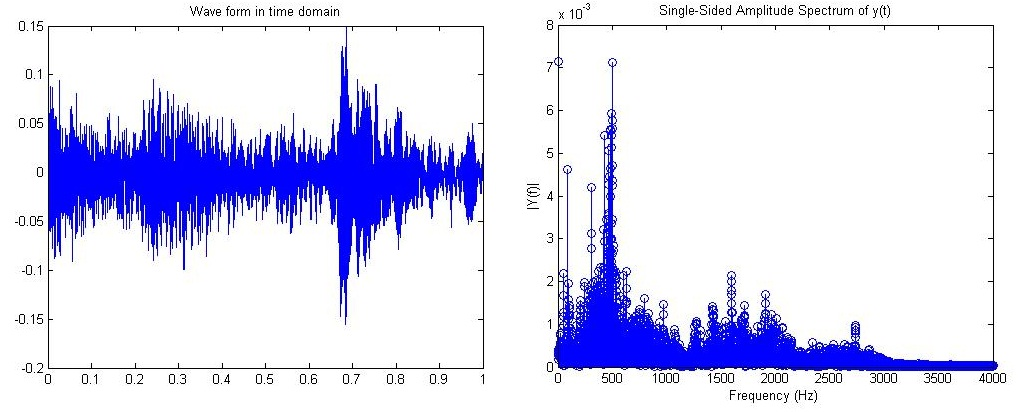 Wave form in time domain
0.15
0.1
0.05
0
-0.05
-0.1
-0.15
-0.2
0 0.1 0.2 0.3 0.4 0.5 0.6 0.7 0.8 0.9 1
Single-Sided Amplitude Spectrum of y(t)
x 10^-3
8
7
6
5
4
3
2
1
0
|Y(f)|
0 500 1000 1500 2000 2500 3000 3500 4000
Frequency (Hz)